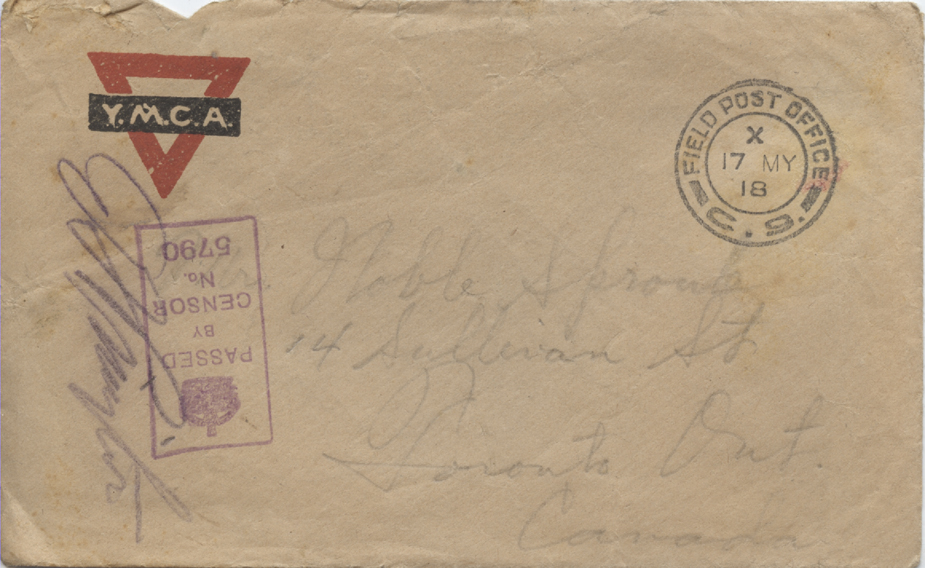 Y.M.C.A.
FIELD POST OFFICE
X
17 MY
18
C.S.
PASSED
BY
CENSOR
No.
5790
Noble Sproule
14 Sullivan St
Toronto Ont.
Canada